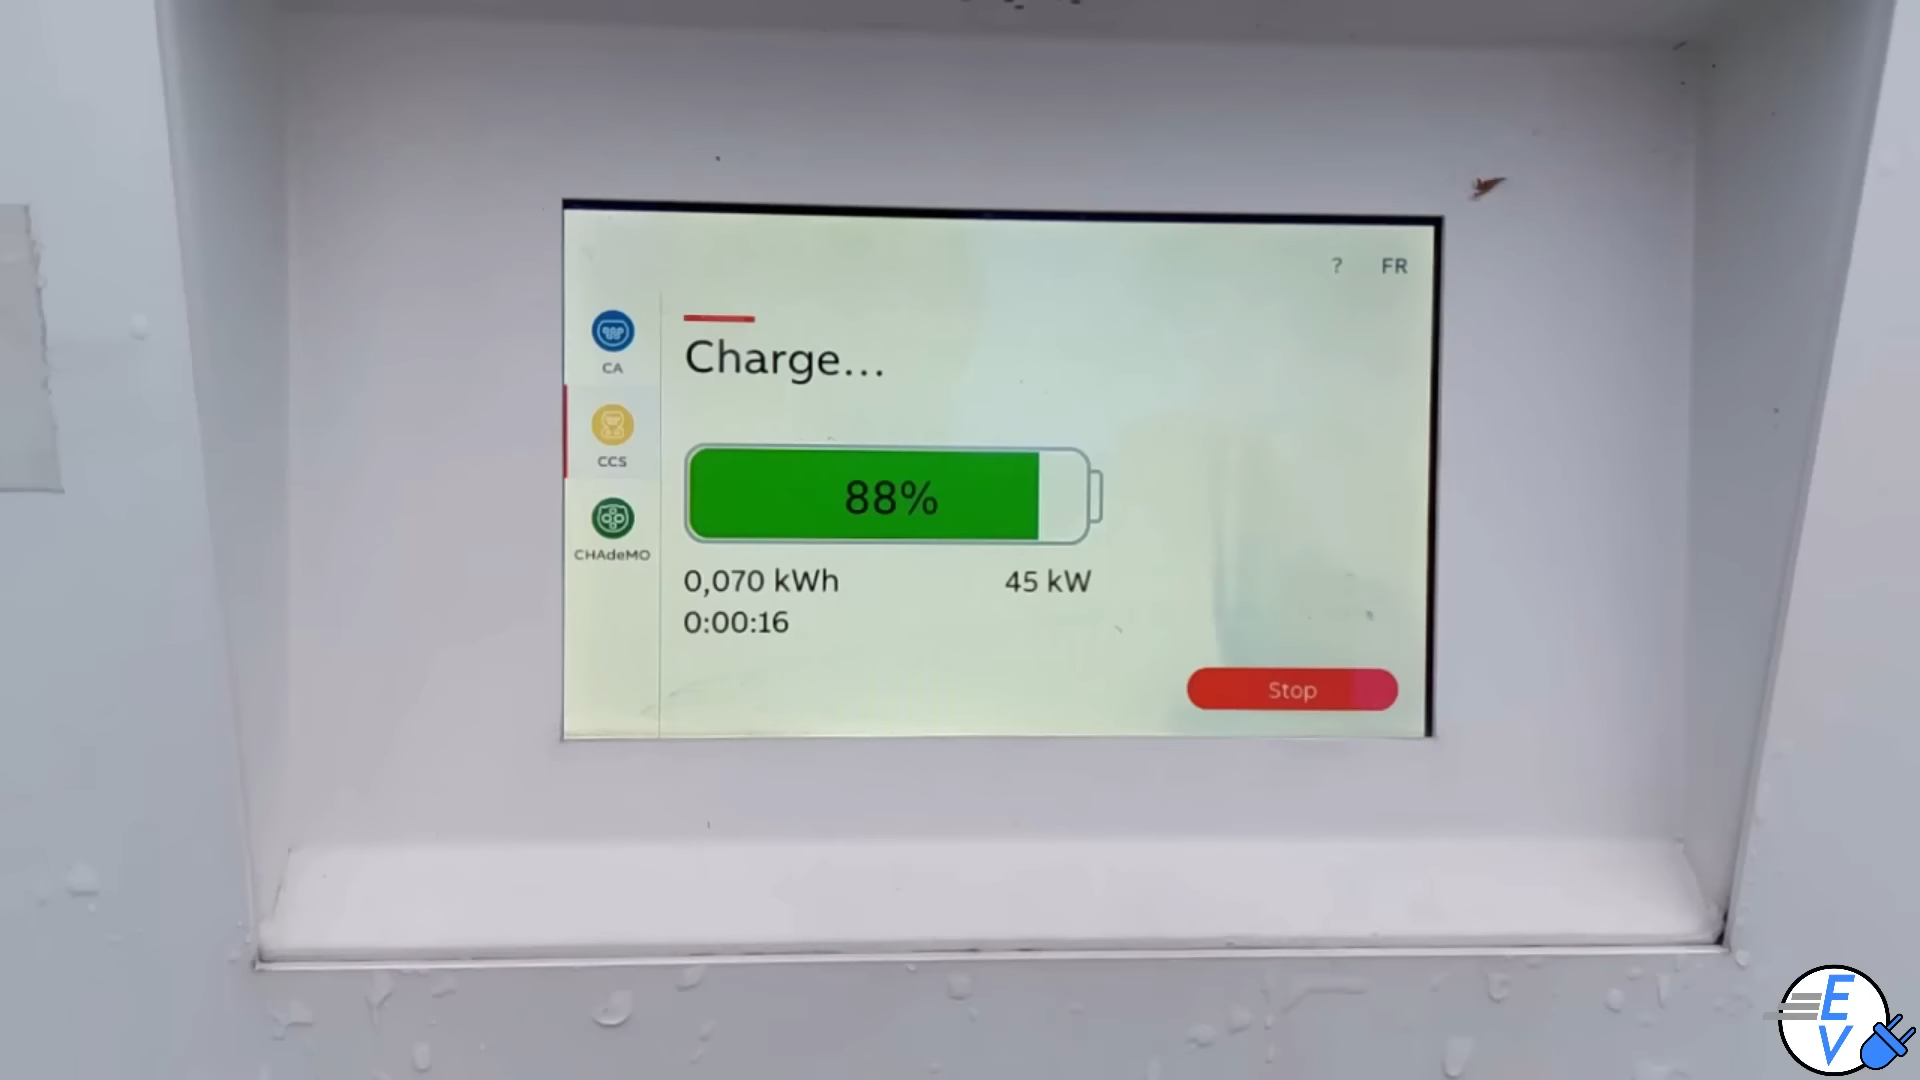 ? FR
CA
CCS
CHAdeMO
Charge...
88%
0,070 kWh 45 kW
0:00:16
Stop
EV